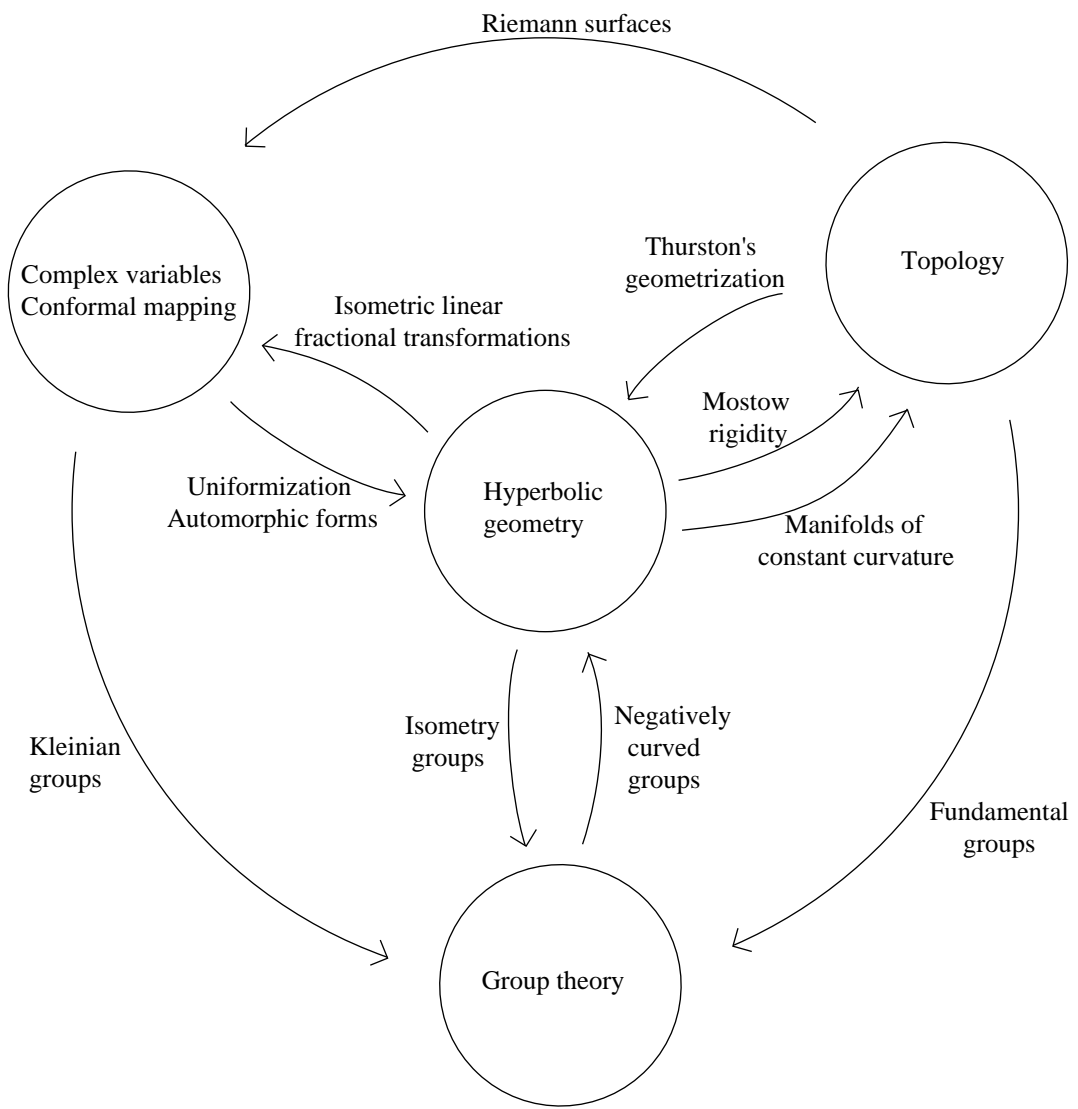 Riemann surfaces
Complex variables
Conformal mapping
Topology
Thurston's
geometrization
Isometric linear
fractional transformations
Mostow
rigidity
Uniformization
Automorphic forms
Hyperbolic
geometry
Manifolds of
constant curvature
Kleinian
groups
Isometry
groups
Negatively
curved
groups
Fundamental
groups
Group theory